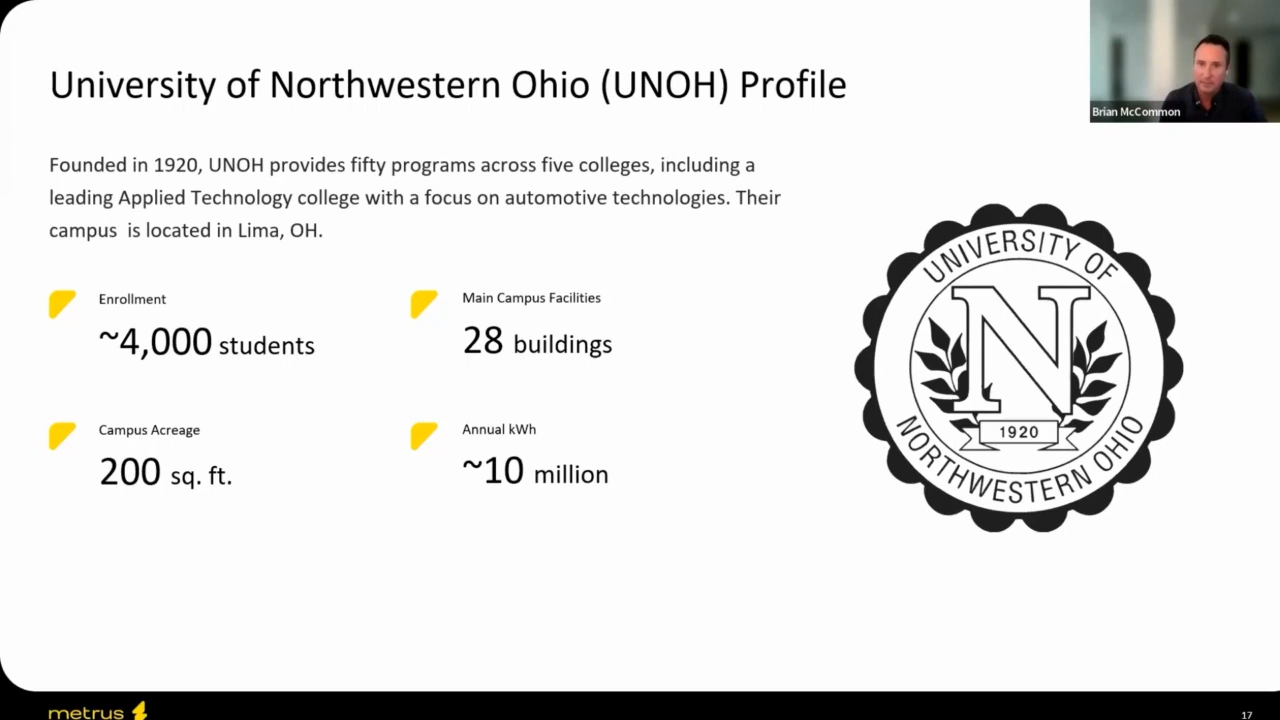 University of Northwestern Ohio (UNOH) Profile
Brian McCommon
Founded in 1920, UNOH provides fifty programs across five colleges, including a
leading Applied Technology college with a focus on automotive technologies. Their
campus  is located in Lima, OH.
Enrollment
~4,000 students
Main Campus Facilities
28 buildings
Campus Acreage
200 sq. ft.
Annual kWh
~10 million
UNIVERSITY OF
N
1920
NORTHWESTERN OHIO
metrus
17